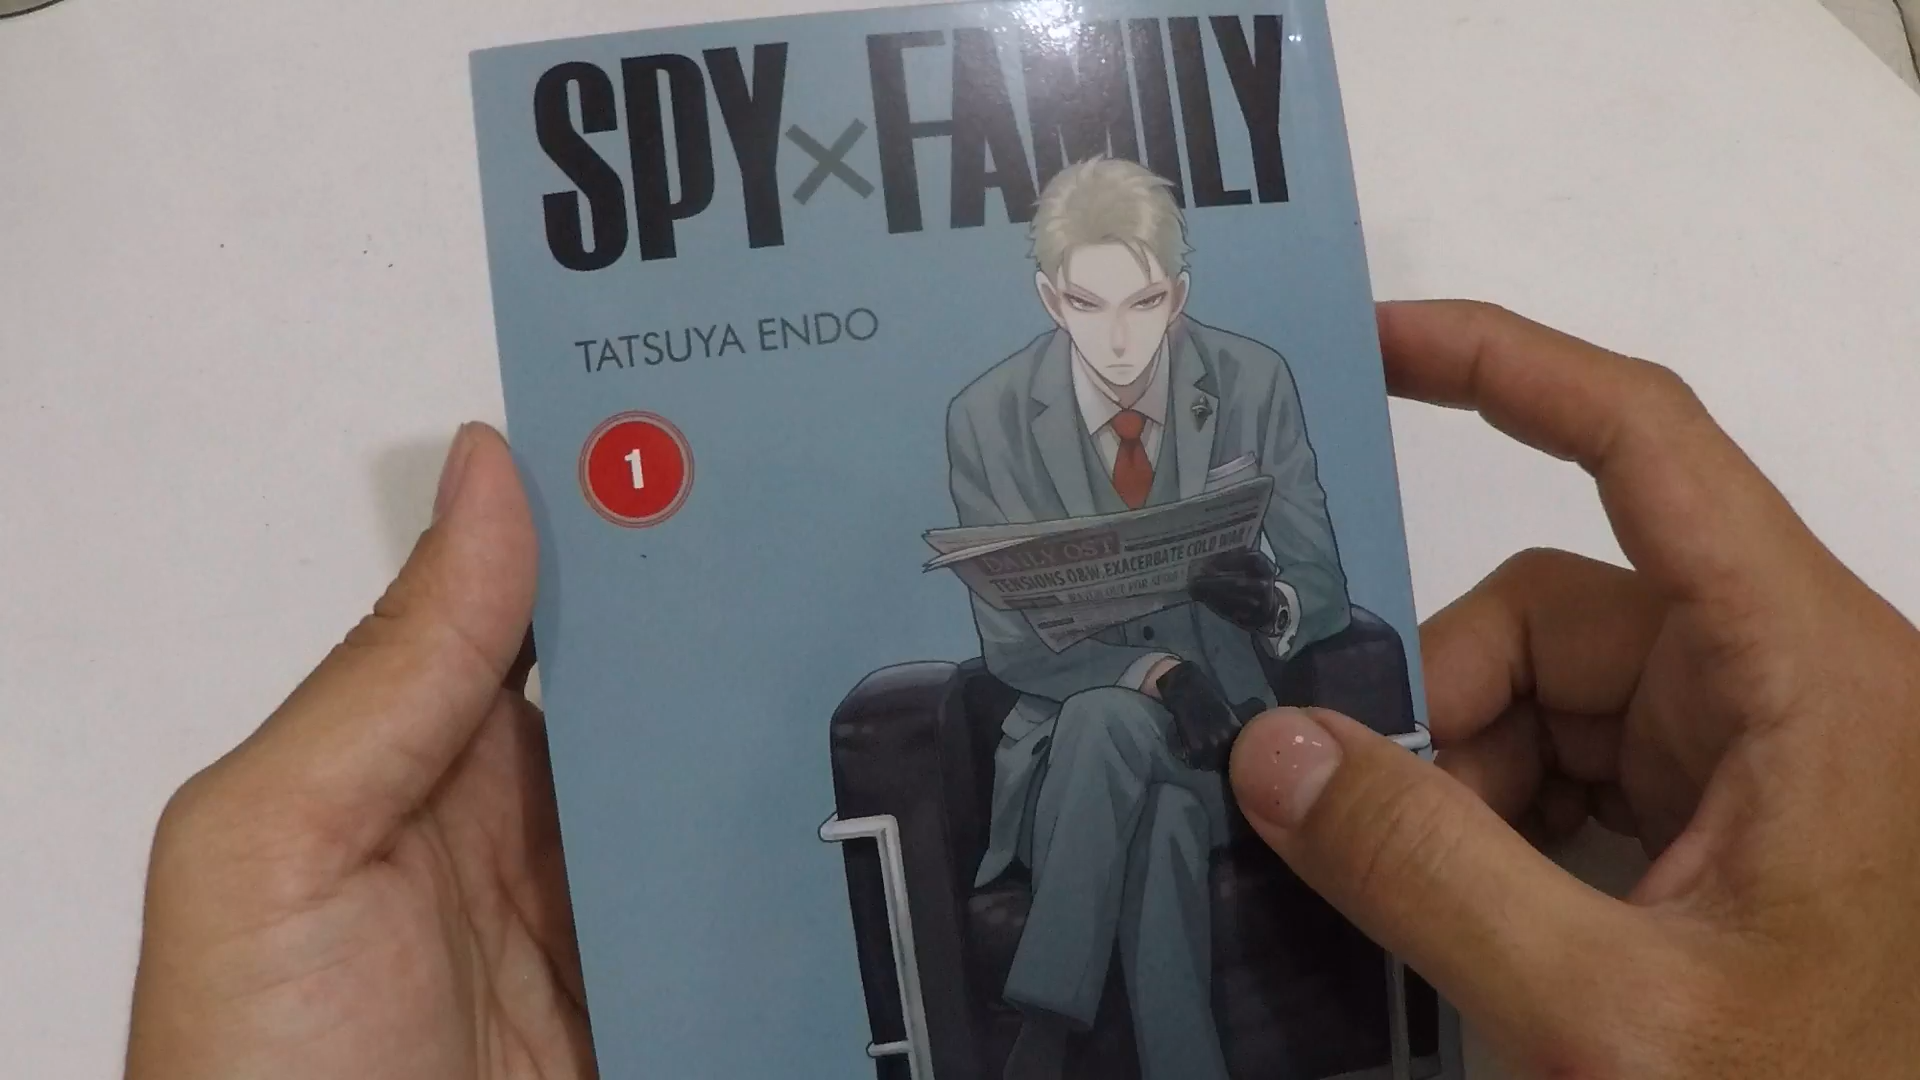 SPY×FAMILY
TATSUYA ENDO
1
DAILY OST
TENSIONS O&W. EXACERBATE COLD WAR!